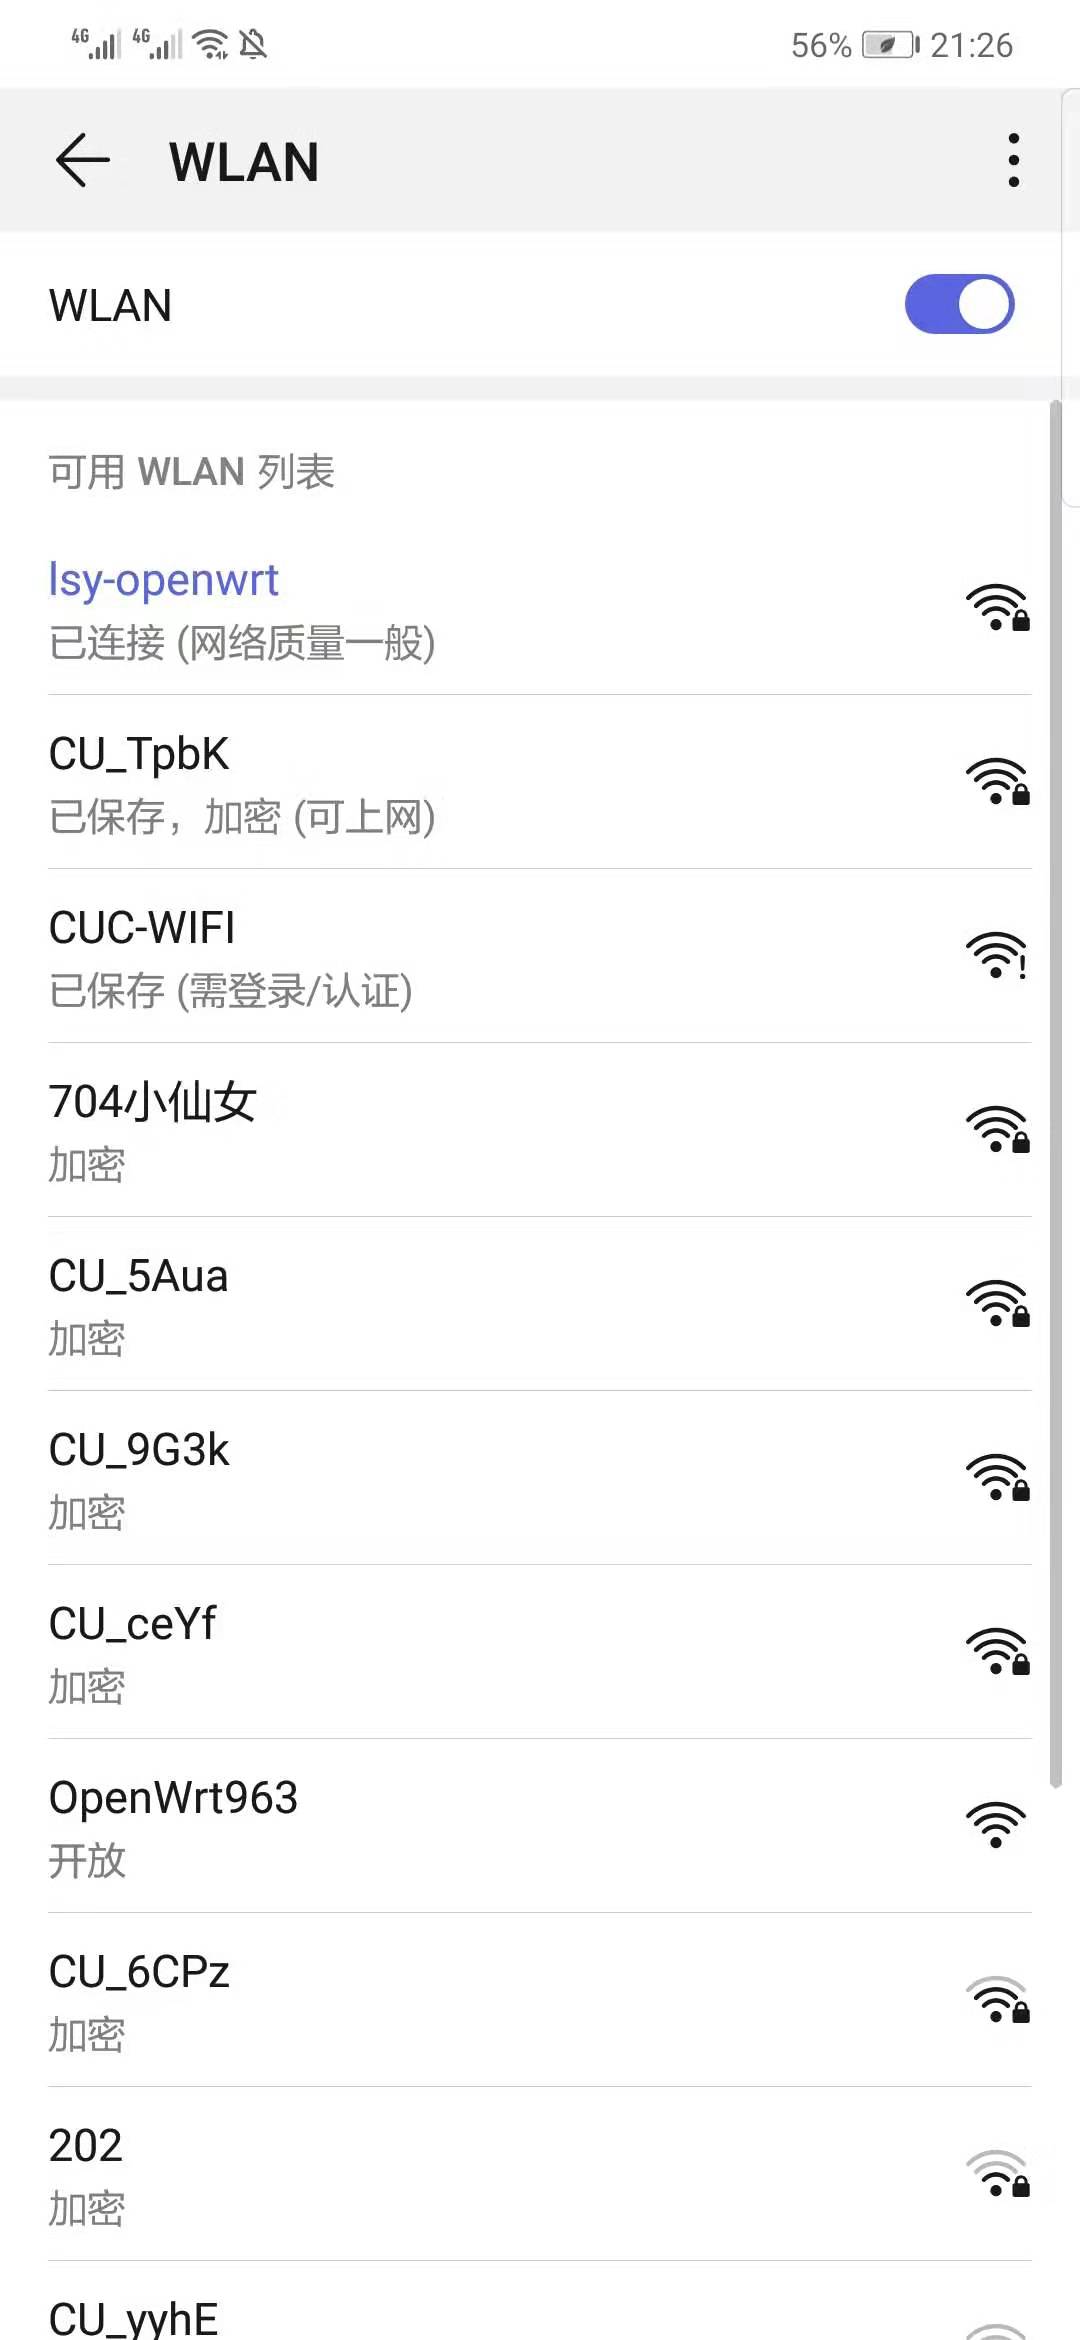 4G 4G 56% 21:26
WLAN
WLAN
可用 WLAN 列表
lsy-openwrt
已连接 (网络质量一般)
CU_TpbK
已保存，加密 (可上网)
CUC-WIFI
已保存 (需登录/认证)
704小仙女
加密
CU_5Aua
加密
CU_9G3k
加密
CU_ceYf
加密
OpenWrt963
开放
CU_6CPz
加密
202
加密
CU_yyhE